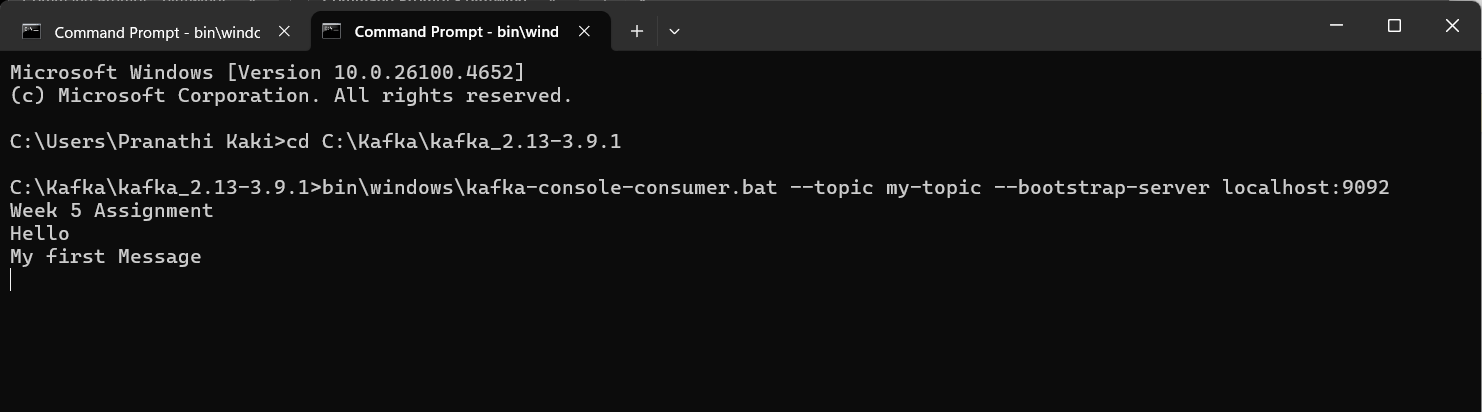 Command Prompt - bin\windc
Command Prompt - bin\wind
Microsoft Windows [Version 10.0.26100.4652]
(c) Microsoft Corporation. All rights reserved.
C:\Users\Pranathi Kaki>cd C:\Kafka\kafka_2.13-3.9.1
C:\Kafka\kafka_2.13-3.9.1>bin\windows\kafka-console-consumer.bat --topic my-topic --bootstrap-server localhost:9092
Week 5 Assignment
Hello
My first Message